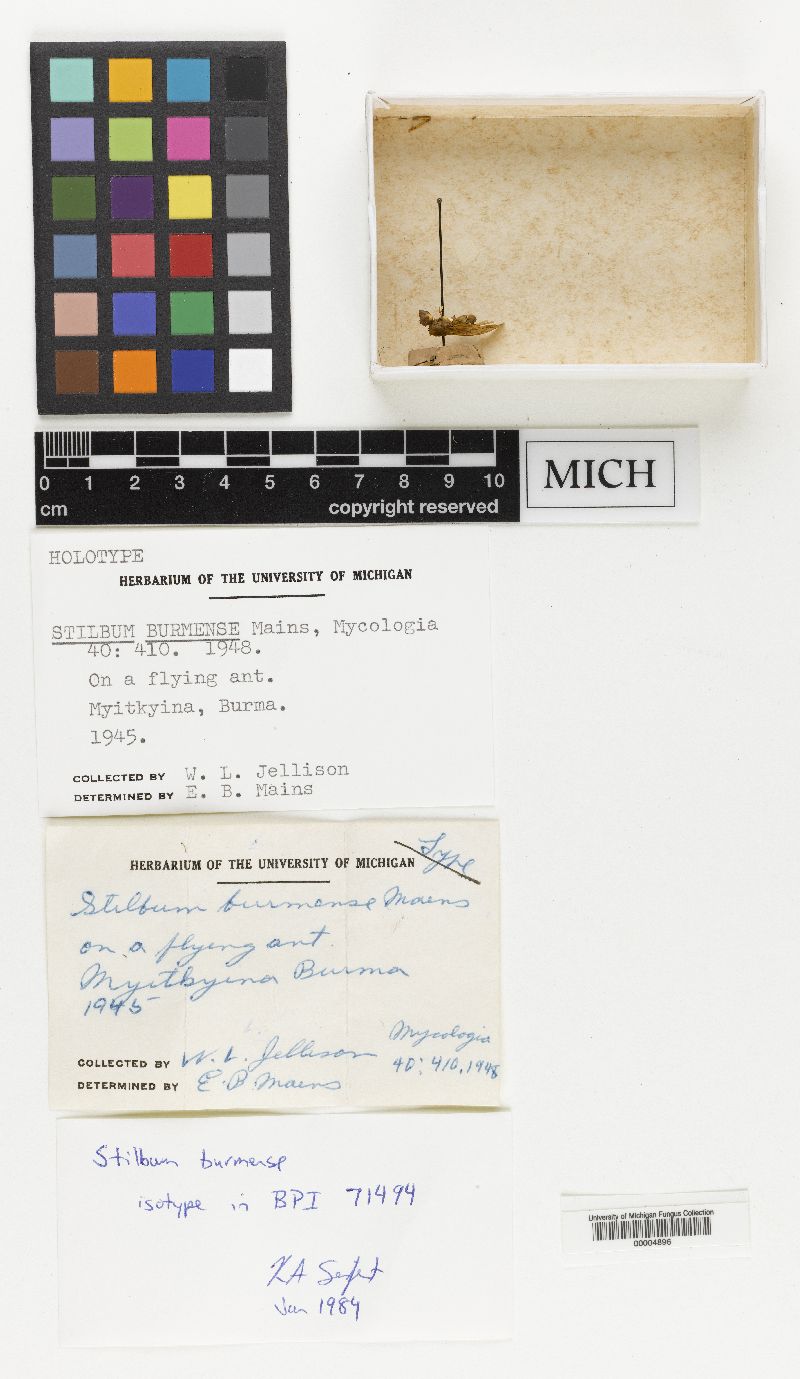 0 1 2 3 4 5 6 7 8 9 10
cm copyright reserved
MICH
HOLOTYPE
HERBARIUM OF THE UNIVERSITY OF MICHIGAN
STILBUM BURMENSE Mains, Mycologia
40: 410. 1948.
On a flying ant.
Myitkyina, Burma.
1945.
COLLECTED BY W. L. Jellison
DETERMINED BY E. B. Mains
Type
HERBARIUM OF THE UNIVERSITY OF MICHIGAN
Stilbum burmense Mains
on a flying ant.
Myitkyina Burma
1945
Mycologia
40: 410, 1948
COLLECTED BY W. L. Jellison
DETERMINED BY E. B. Mains
Stilbum burmense
isotype in BPI 71494
KA Seifert
Jan 1984
University of Michigan Fungus Collection
00004896